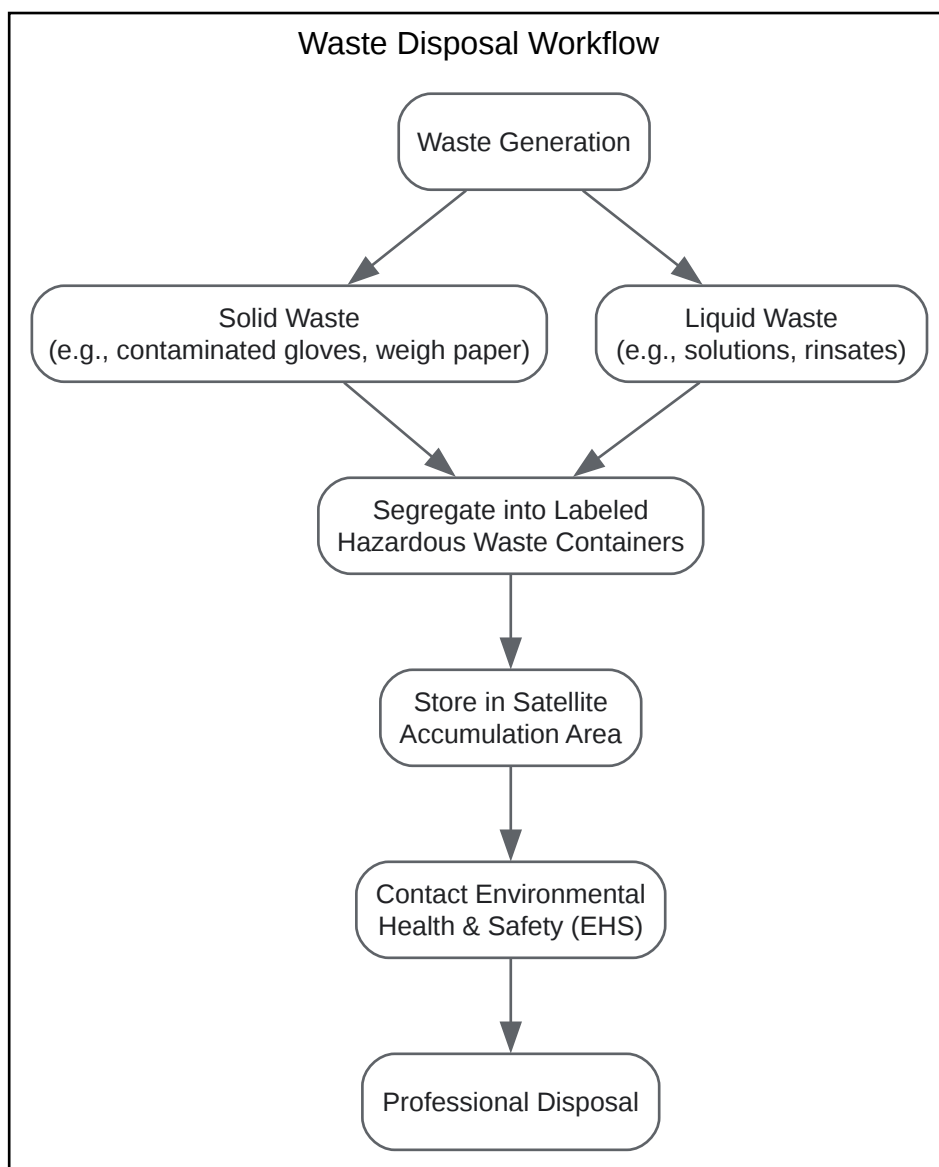 Waste Disposal Workflow
Waste Generation
Solid Waste
(e.g., contaminated gloves, weigh paper)
Liquid Waste
(e.g., solutions, rinsates)
Segregate into Labeled
Hazardous Waste Containers
Store in Satellite
Accumulation Area
Contact Environmental
Health & Safety (EHS)
Professional Disposal